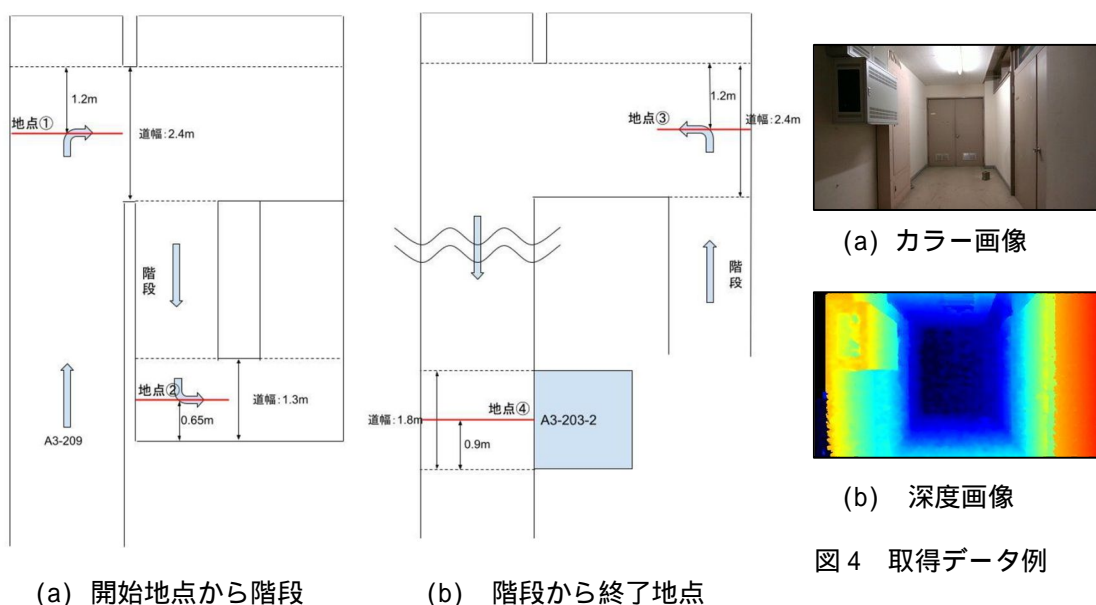 1.2m
地点①
道幅：2.4m
階段
地点②
道幅：1.3m
0.65m
A3-209
(a) 開始地点から階段
1.2m
地点③
道幅：2.4m
階段
地点④
道幅：1.8m
A3-203-2
0.9m
(b) 階段から終了地点
(a) カラー画像
(b) 深度画像
図4 取得データ例